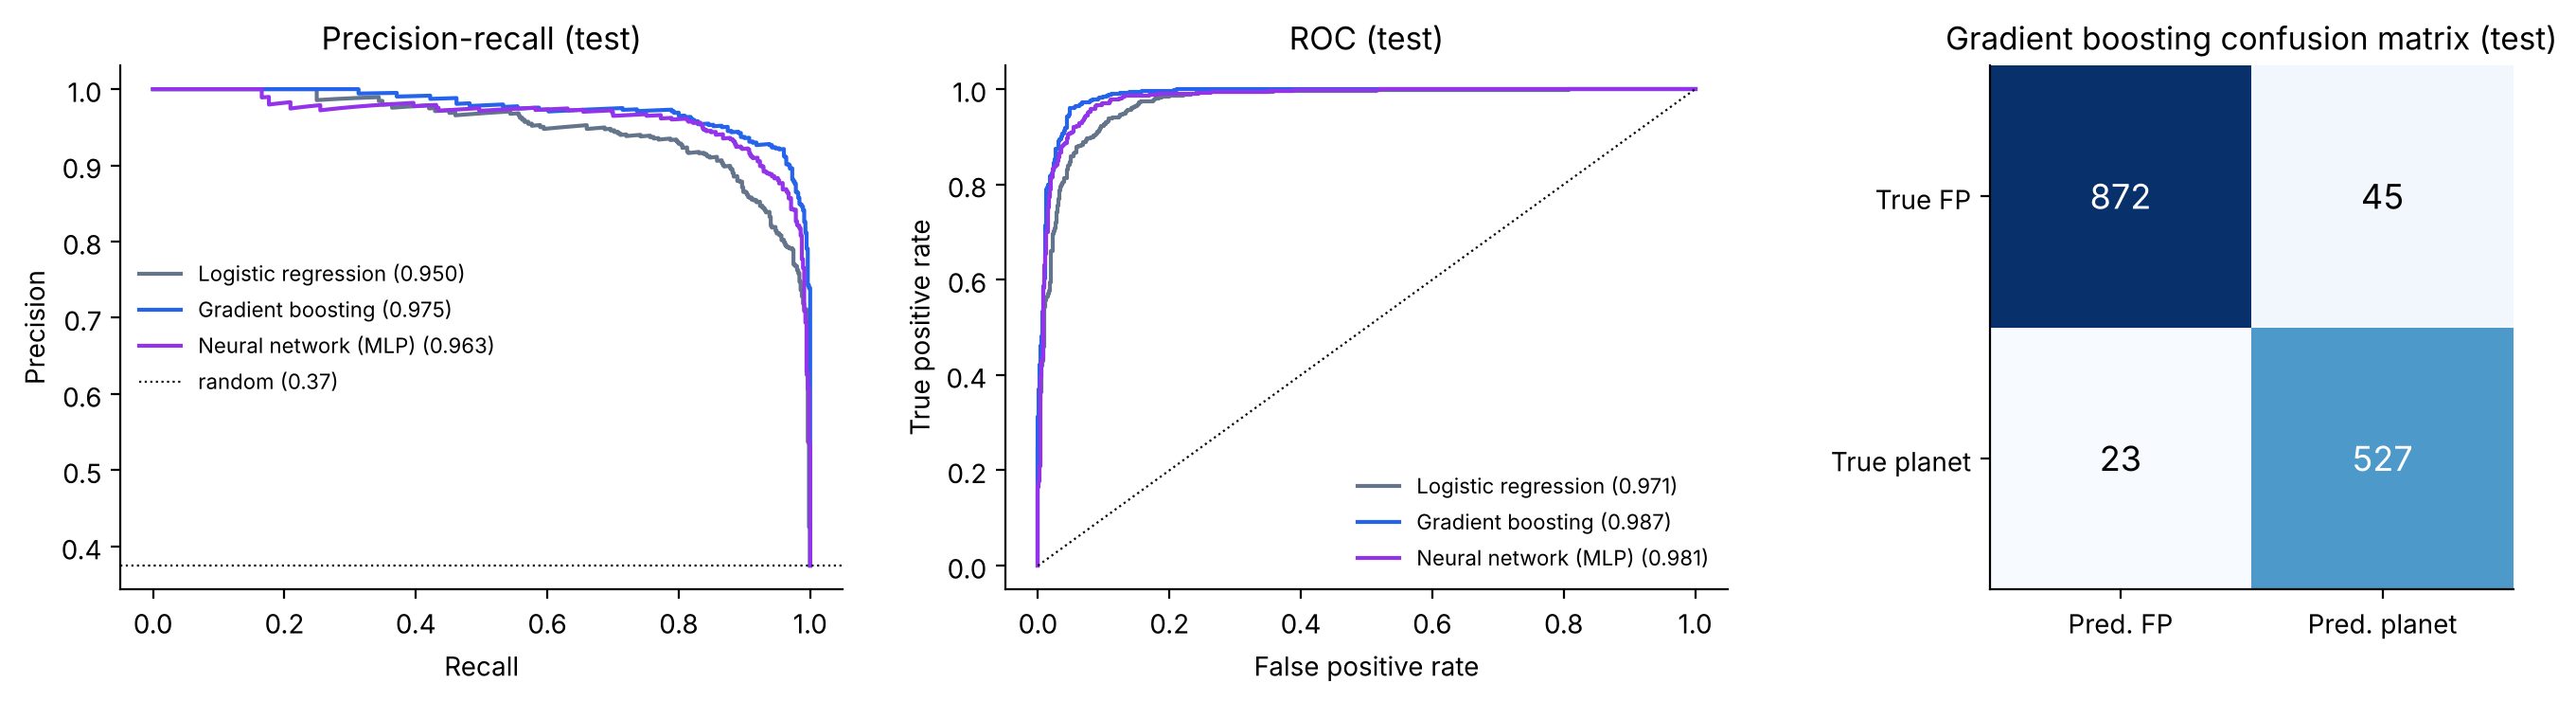 Precision-recall (test)
Precision
1.0
0.9
0.8
0.7
0.6
0.5
0.4
Logistic regression (0.950)
Gradient boosting (0.975)
Neural network (MLP) (0.963)
random (0.37)
0.0 0.2 0.4 0.6 0.8 1.0
Recall
ROC (test)
True positive rate
1.0
0.8
0.6
0.4
0.2
0.0
Logistic regression (0.971)
Gradient boosting (0.987)
Neural network (MLP) (0.981)
0.0 0.2 0.4 0.6 0.8 1.0
False positive rate
Gradient boosting confusion matrix (test)
True FP 872 45
True planet 23 527
Pred. FP Pred. planet